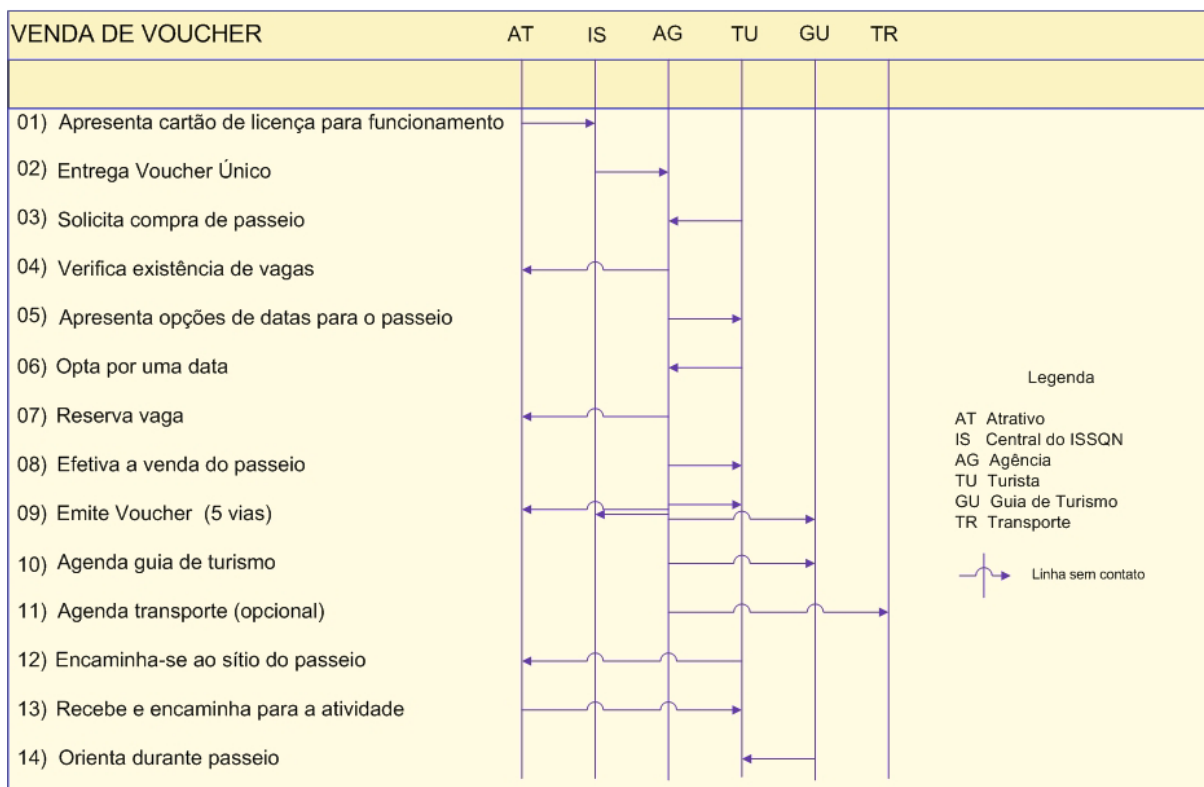 VENDA DE VOUCHER AT IS AG TU GU TR
01) Apresenta cartão de licença para funcionamento
02) Entrega Voucher Único
03) Solicita compra de passeio
04) Verifica existência de vagas
05) Apresenta opções de datas para o passeio
06) Opta por uma data
07) Reserva vaga
08) Efetiva a venda do passeio
09) Emite Voucher (5 vias)
10) Agenda guia de turismo
11) Agenda transporte (opcional)
12) Encaminha-se ao sítio do passeio
13) Recebe e encaminha para a atividade
14) Orienta durante passeio
Legenda
AT Atrativo
IS Central do ISSQN
AG Agência
TU Turista
GU Guia de Turismo
TR Transporte
Linha sem contato